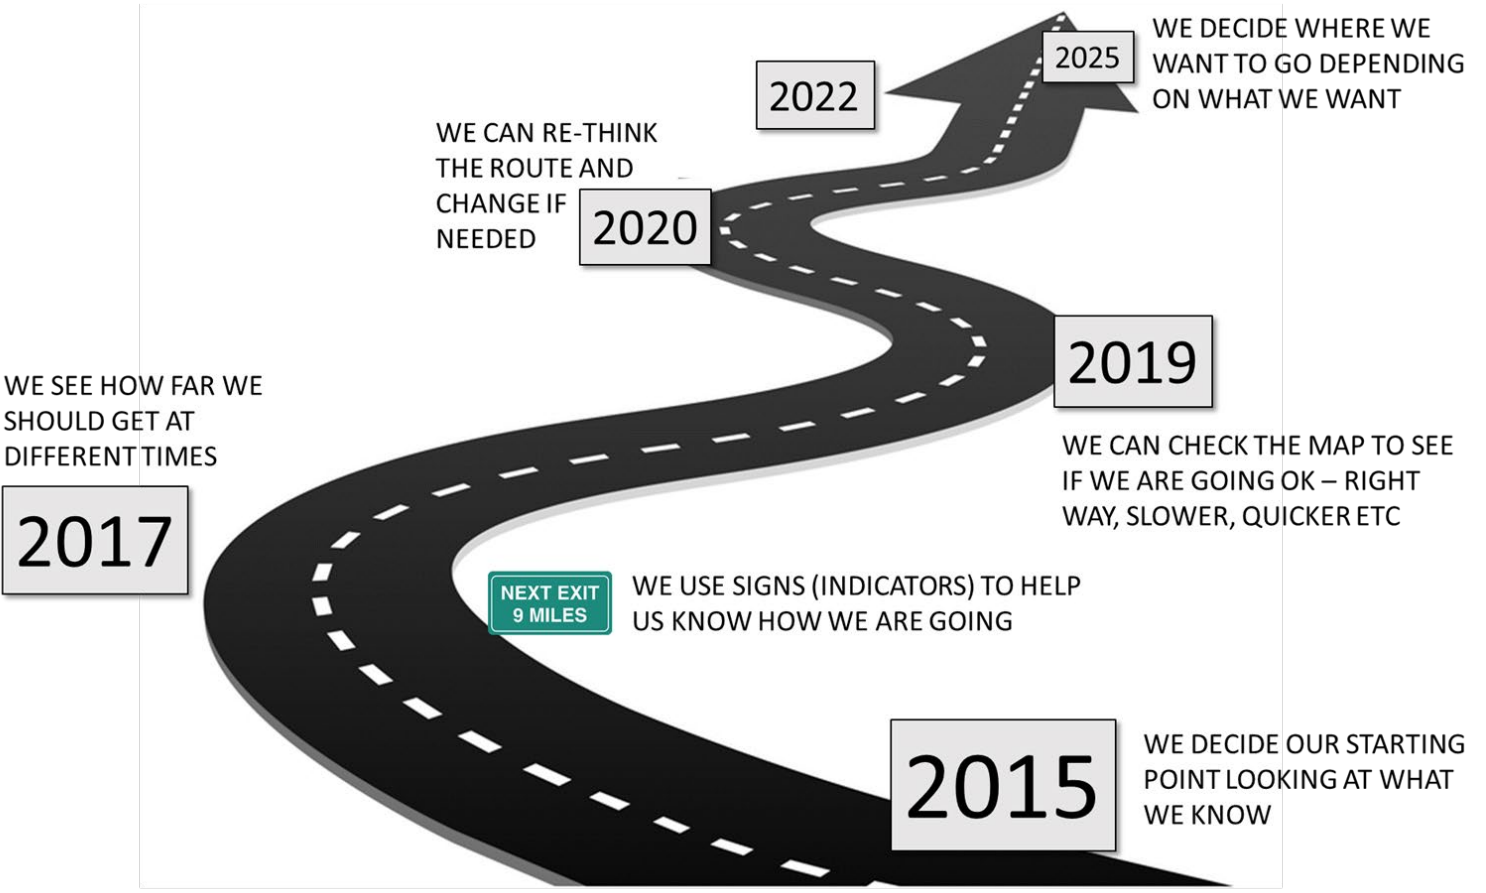 WE DECIDE WHERE WE
WANT TO GO DEPENDING
ON WHAT WE WANT
2025
2022
WE CAN RE-THINK
THE ROUTE AND
CHANGE IF
NEEDED
2020
2019
WE CAN CHECK THE MAP TO SEE
IF WE ARE GOING OK – RIGHT
WAY, SLOWER, QUICKER ETC
WE SEE HOW FAR WE
SHOULD GET AT
DIFFERENT TIMES
2017
NEXT EXIT
9 MILES
WE USE SIGNS (INDICATORS) TO HELP
US KNOW HOW WE ARE GOING
2015
WE DECIDE OUR STARTING
POINT LOOKING AT WHAT
WE KNOW